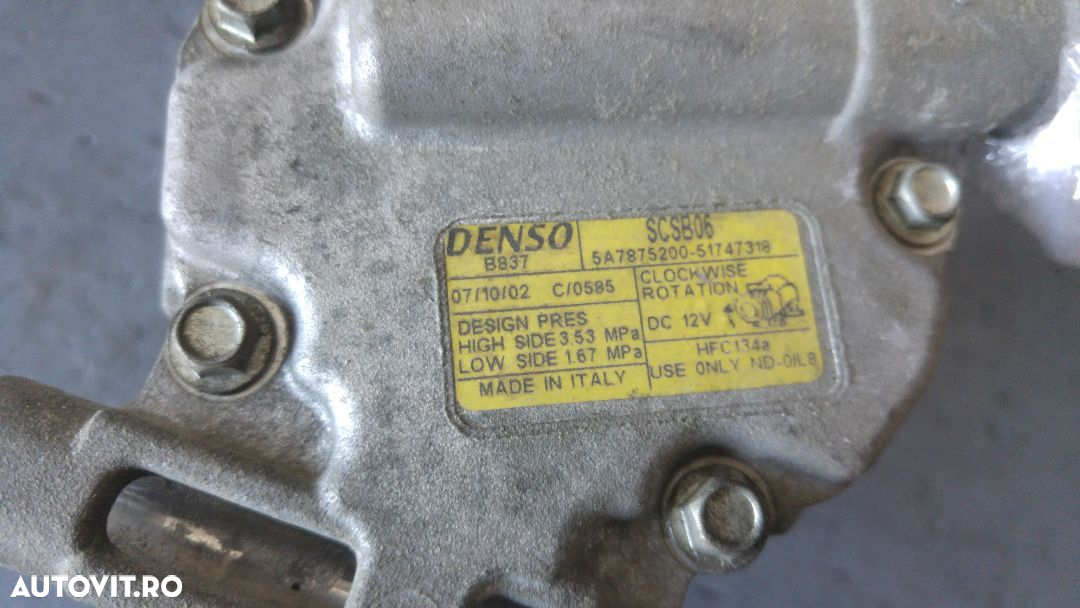 DENSO
B837
SCSB06
5A7875200-51747318
07/10/02 C/0585
CLOCKWISE
ROTATION
DC 12V
DESIGN PRES
HIGH SIDE 3.53 MPa
LOW SIDE 1.67 MPa
HFC134a
USE ONLY ND-OIL8
MADE IN ITALY
AUTOVIT.RO